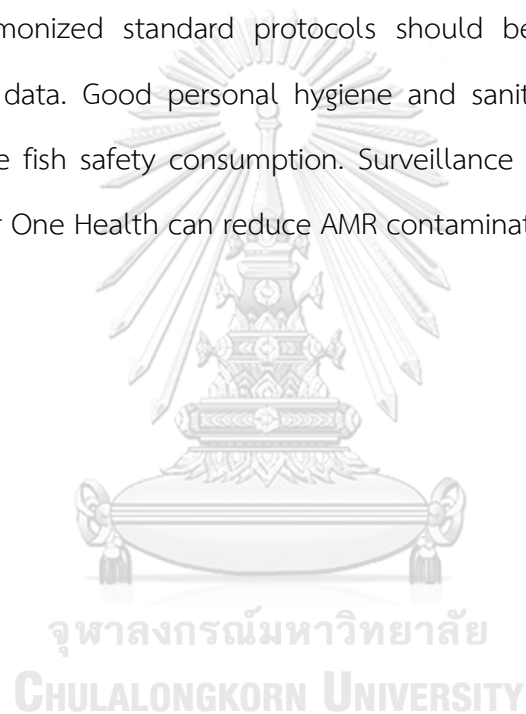 monized standard protocols should be
data. Good personal hygiene and sanit
e fish safety consumption. Surveillance
One Health can reduce AMR contaminat
จุฬาลงกรณ์มหาวิทยาลัย
CHULALONGKORN UNIVERSITY